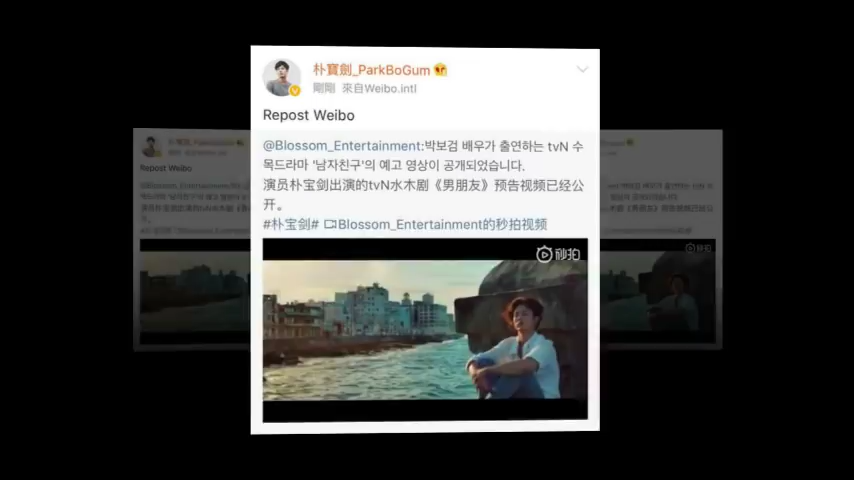 朴寶劍_ParkBoGum
剛剛 來自Weibo.intl
Repost Weibo
@Blossom_Entertainment:박보검 배우가 출연하는 tvN 수
목드라마 '남자친구'의 예고 영상이 공개되었습니다.
演员朴宝剑出演的tvN水木剧《男朋友》预告视频已经公
开。
#朴宝剑# Blossom_Entertainment的秒拍视频
秒拍